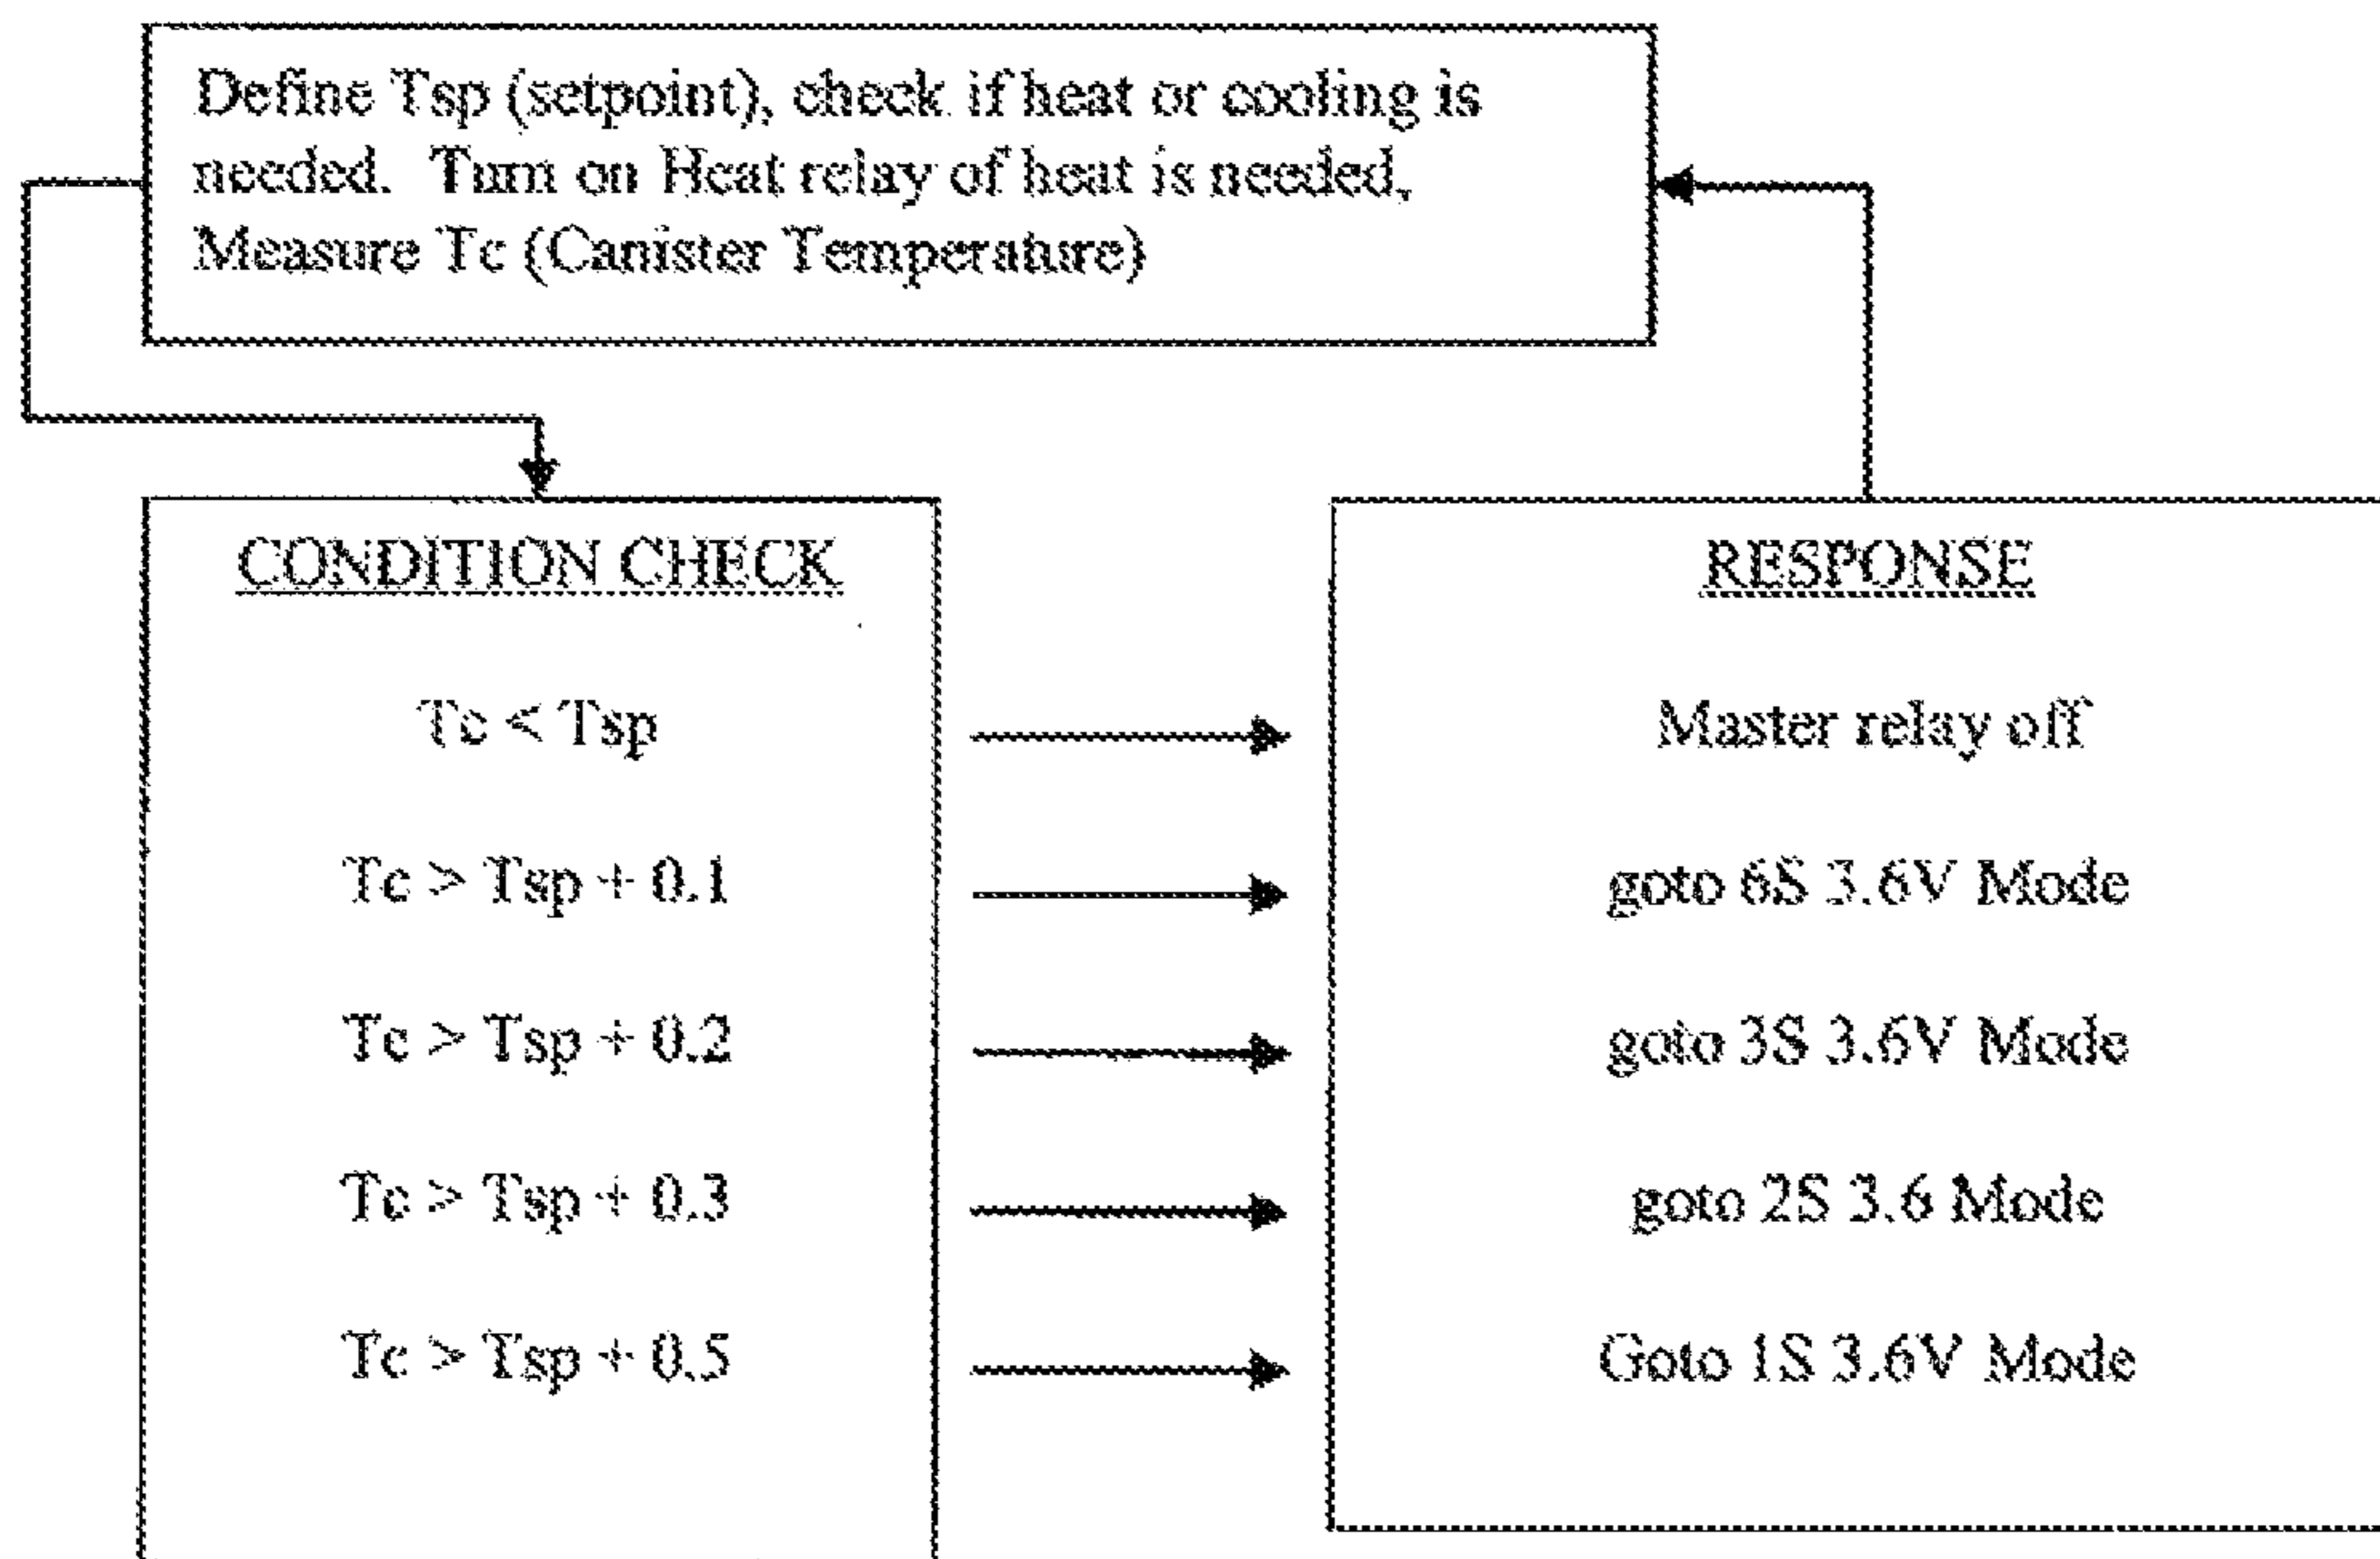 Define Tsp (setpoint), check if heat or cooling is
needed. Turn on Heat relay of heat is needed,
Measure Tc (Canister Temperature)
CONDITION CHECK
RESPONSE
Tc < Tsp
Master relay off
Tc > Tsp + 0.1
goto 6S 3.6V Mode
Tc > Tsp + 0.2
goto 3S 3.6V Mode
Tc > Tsp + 0.3
goto 2S 3.6 Mode
Tc > Tsp + 0.5
Goto 1S 3.6V Mode